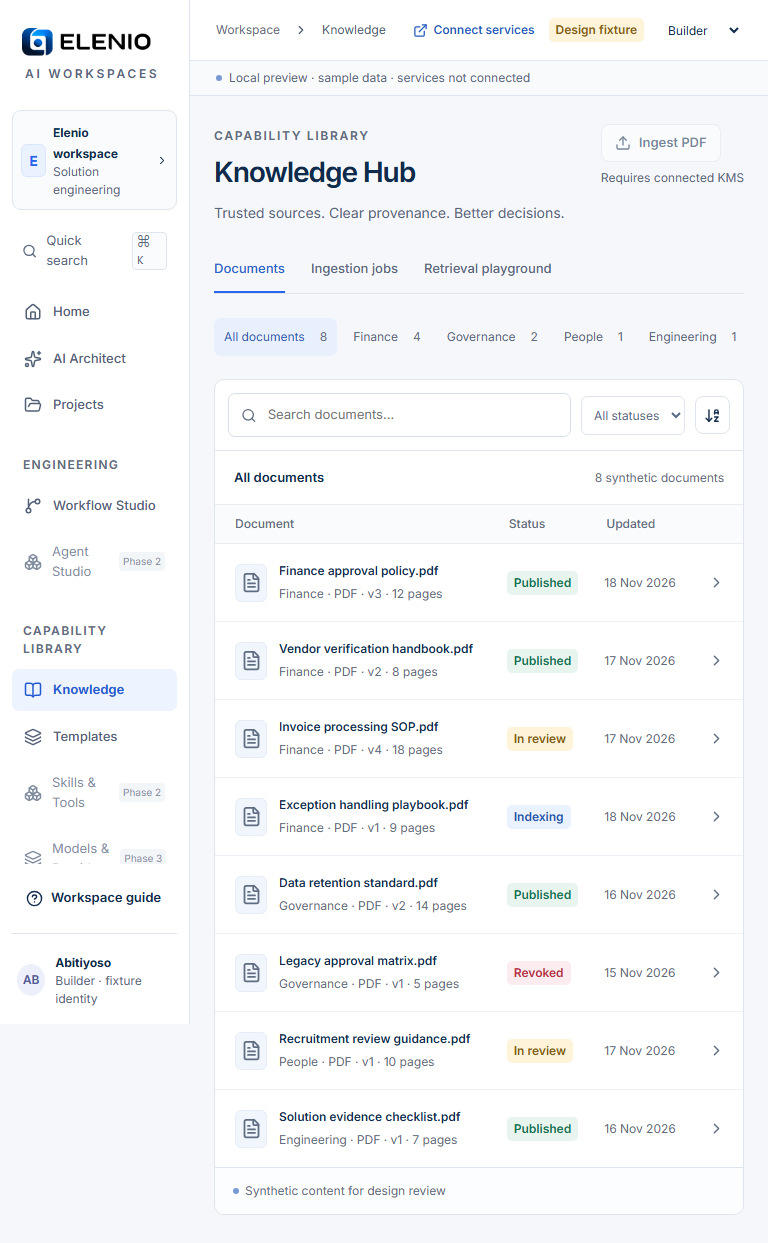 ELENIO
AI WORKSPACES
E
Elenio
workspace
Solution
engineering
Quick
search
⌘
K
Home
AI Architect
Projects
ENGINEERING
Workflow Studio
Agent
Studio
Phase 2
CAPABILITY
LIBRARY
Knowledge
Templates
Skills &
Tools
Phase 2
Models &
Phase 3
Workspace guide
AB
Abitiyoso
Builder · fixture
identity
Workspace > Knowledge
Connect services
Design fixture
Builder
Local preview · sample data · services not connected
CAPABILITY LIBRARY
Knowledge Hub
Trusted sources. Clear provenance. Better decisions.
Ingest PDF
Requires connected KMS
Documents Ingestion jobs Retrieval playground
All documents 8 Finance 4 Governance 2 People 1 Engineering 1
Search documents...
All statuses
A
Z
All documents 8 synthetic documents
Document Status Updated
Finance approval policy.pdf
Finance · PDF · v3 · 12 pages
Published 18 Nov 2026
Vendor verification handbook.pdf
Finance · PDF · v2 · 8 pages
Published 17 Nov 2026
Invoice processing SOP.pdf
Finance · PDF · v4 · 18 pages
In review 17 Nov 2026
Exception handling playbook.pdf
Finance · PDF · v1 · 9 pages
Indexing 18 Nov 2026
Data retention standard.pdf
Governance · PDF · v2 · 14 pages
Published 16 Nov 2026
Legacy approval matrix.pdf
Governance · PDF · v1 · 5 pages
Revoked 15 Nov 2026
Recruitment review guidance.pdf
People · PDF · v1 · 10 pages
In review 17 Nov 2026
Solution evidence checklist.pdf
Engineering · PDF · v1 · 7 pages
Published 16 Nov 2026
Synthetic content for design review